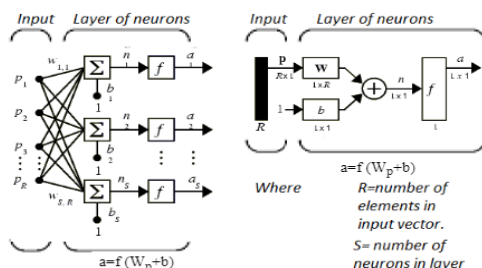 Input Layer of neurons
w1,1
n1 a1
p1
Σ f
b1
1
p2
n2 a2
Σ f
p3
b2
1
pR
nS aS
wS,R
Σ f
bS
1
a=f (Wp+b)
Input Layer of neurons
p
R×1
W
1×R
n
1×1
a
1×1
+
f
1 b
1×1
R 1
a=f (Wp+b)
Where R=number of
elements in
input vector.
S= number of
neurons in layer